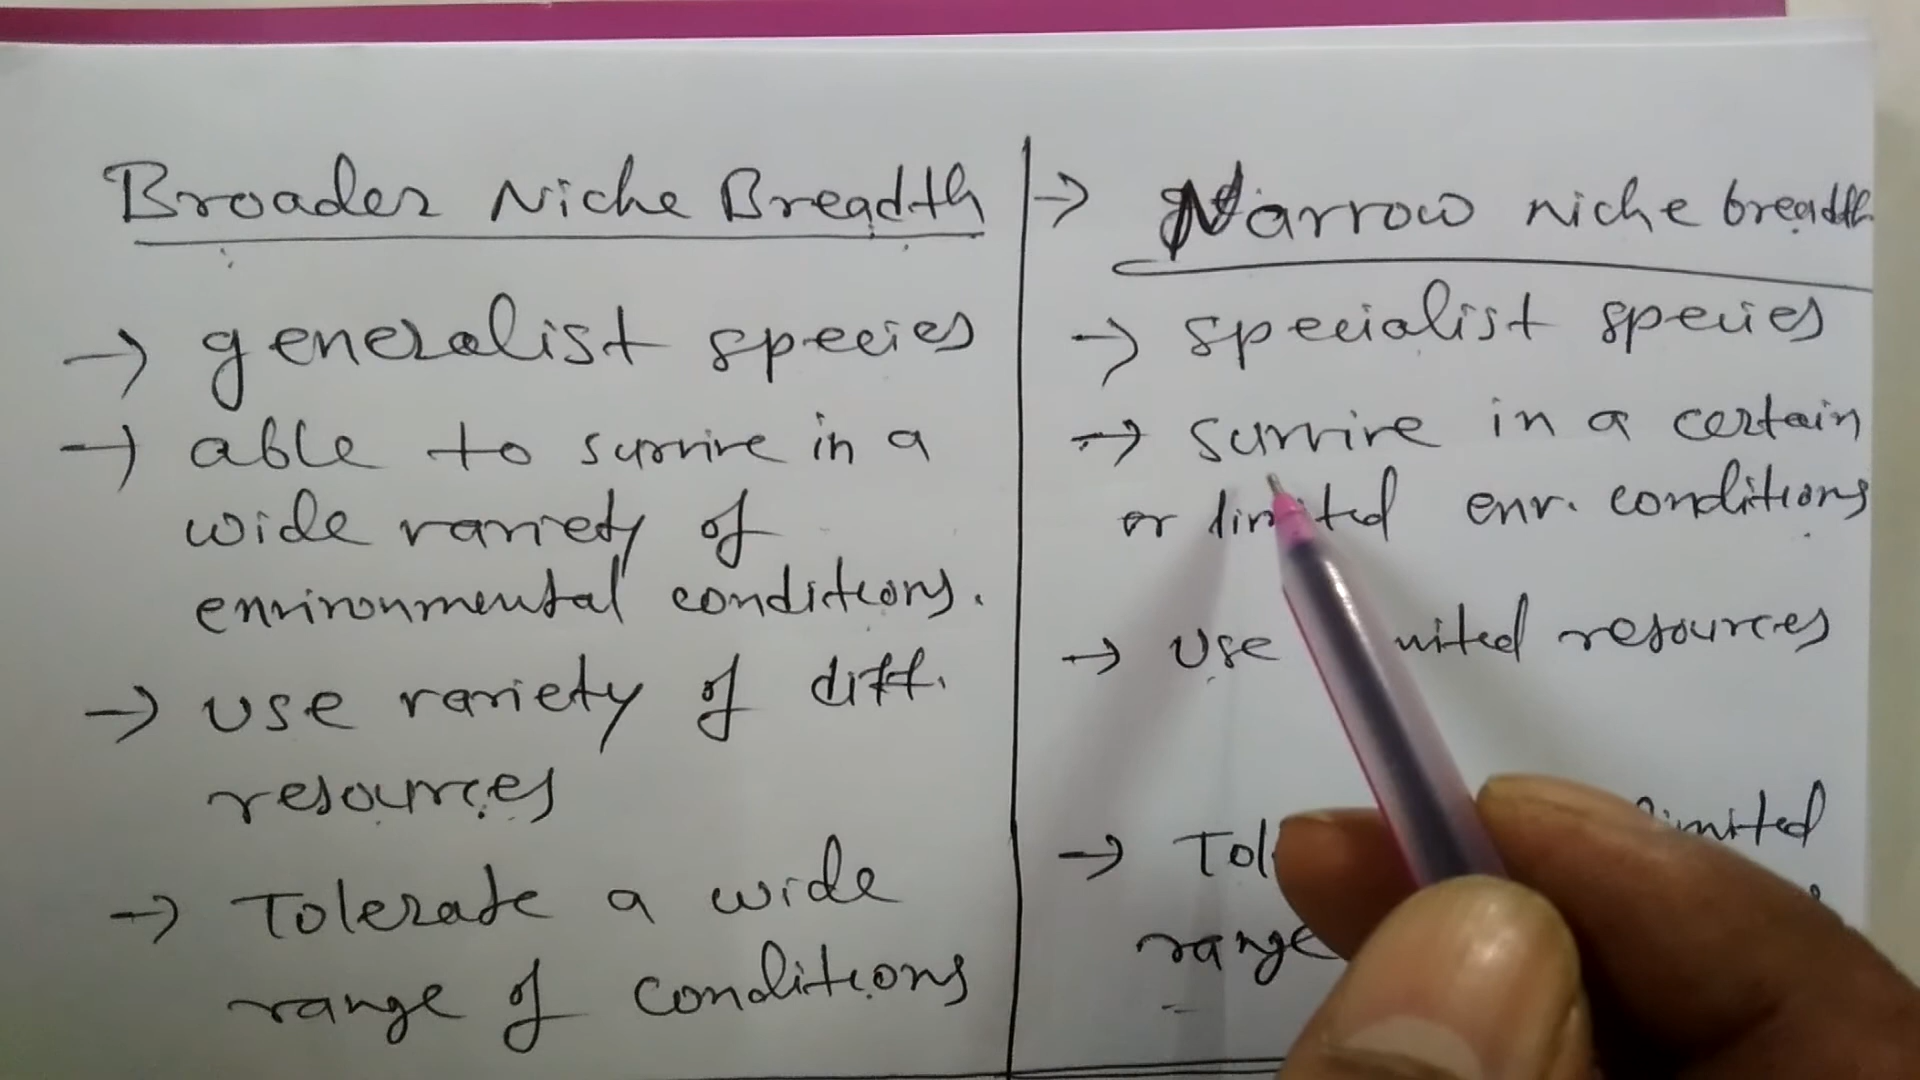 Broader Niche Breadth
→ generalist species
→ able to survive in a
wide variety of
environmental conditions.
→ use variety of diff.
resources
→ Tolerate a wide
range of conditions
→ Narrow niche breadth
→ specialist species
→ survive in a certain
or limited env. conditions
→ use resources
→ limited
range